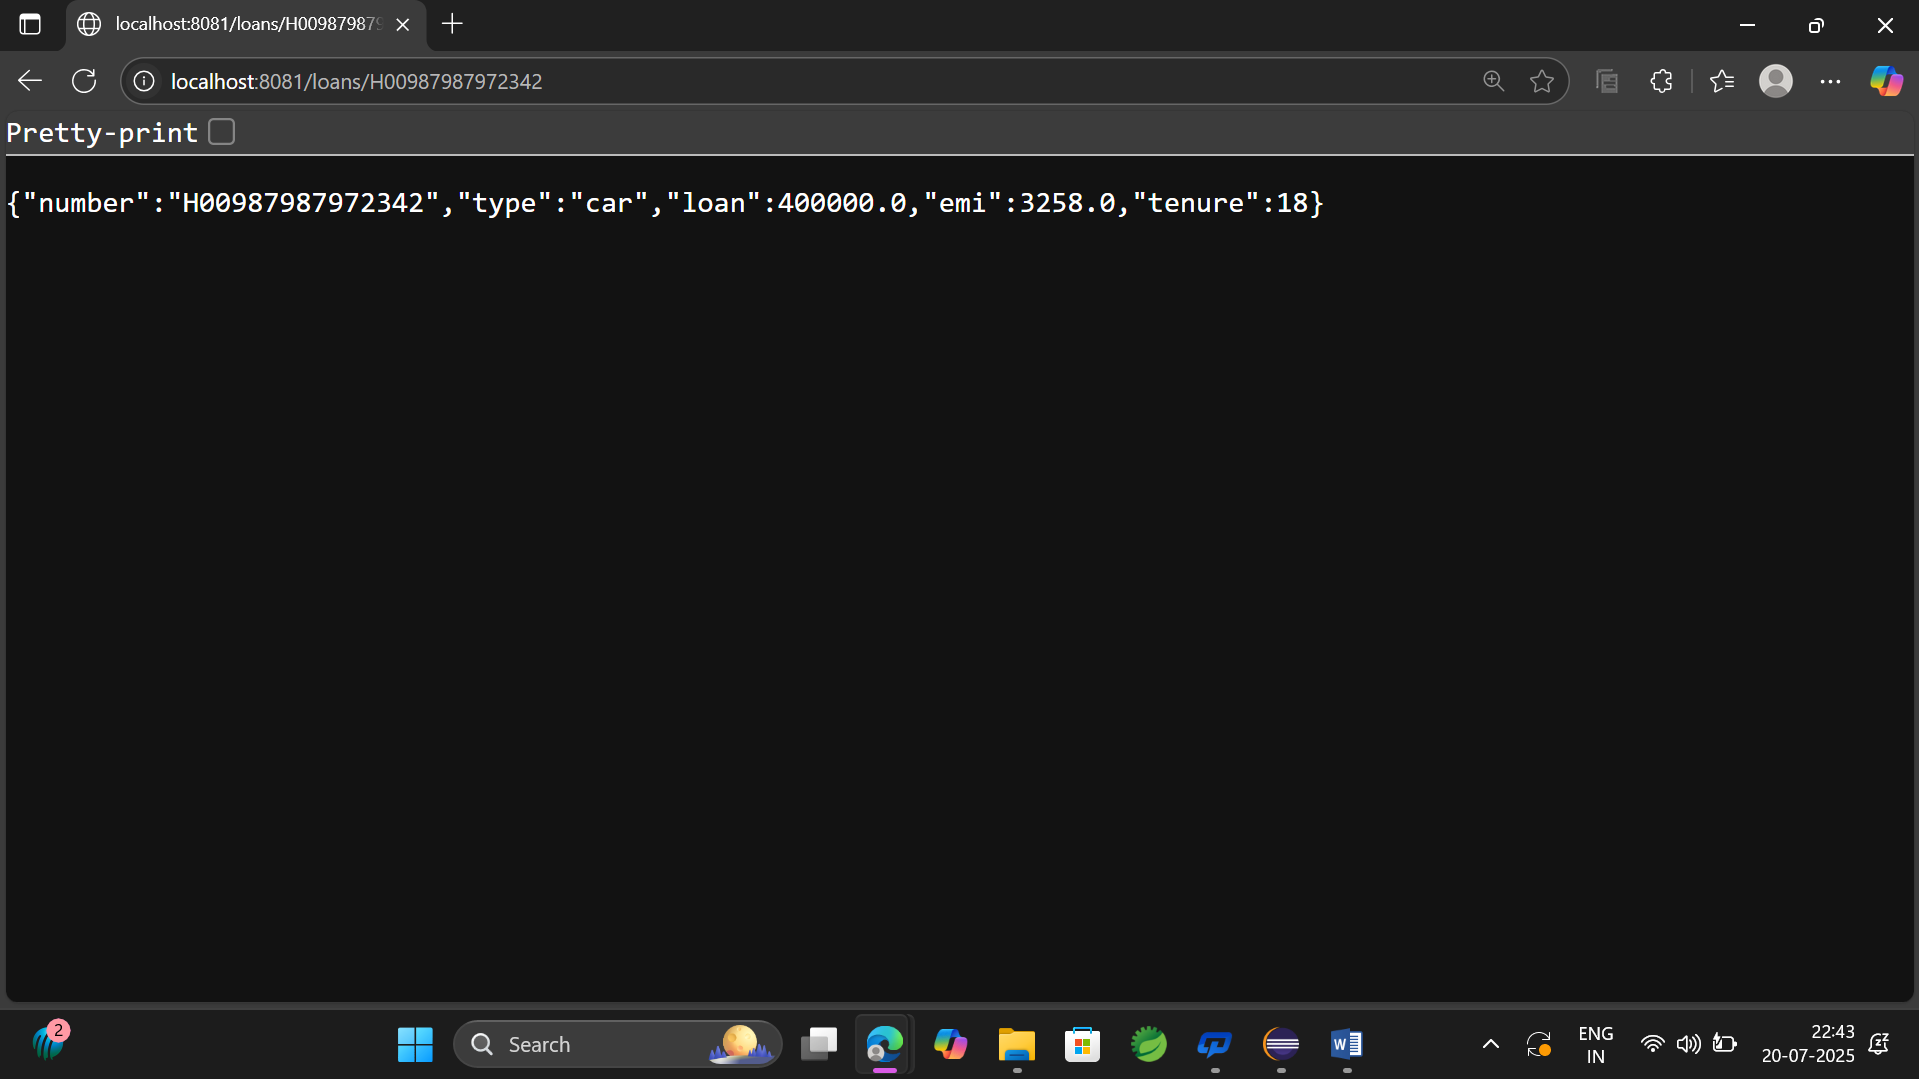 localhost:8081/loans/H00987987
localhost:8081/loans/H00987987972342
Pretty-print
{"number":"H00987987972342","type":"car","loan":400000.0,"emi":3258.0,"tenure":18}
2
Search
W
ENG
IN
22:43
20-07-2025